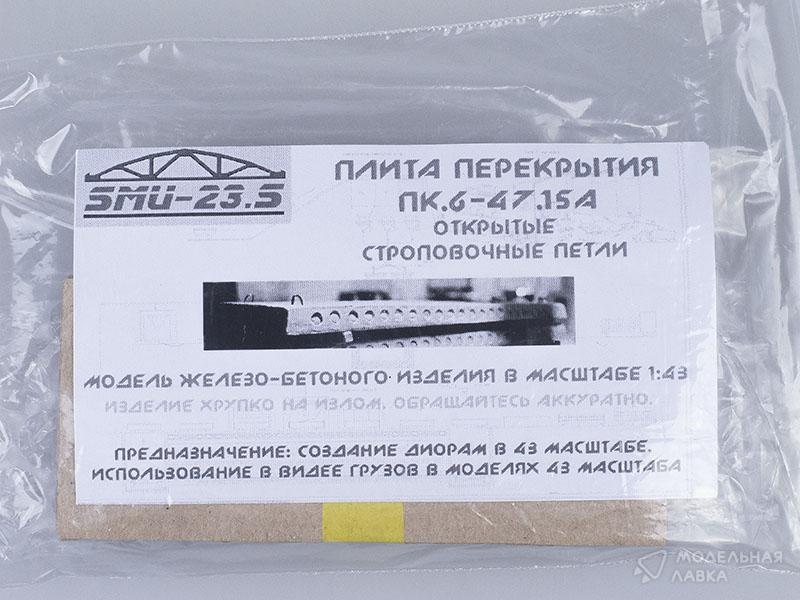 SMU-23.5
ПЛИТА ПЕРЕКРЫТИЯ
ПК.6-47.15А
ОТКРЫТЫЕ
СТРОПОВОЧНЫЕ ПЕТЛИ
МОДЕЛЬ ЖЕЛЕЗО-БЕТОНОГО ИЗДЕЛИЯ В МАСШТАБЕ 1:43
ИЗДЕЛИЕ ХРУПКО НА ИЗЛОМ. ОБРАЩАЙТЕСЬ АККУРАТНО.
ПРЕДНАЗНАЧЕНИЕ: СОЗДАНИЕ ДИОРАМ В 43 МАСШТАБЕ.
ИСПОЛЬЗОВАНИЕ В ВИДЕЕ ГРУЗОВ В МОДЕЛЯХ 43 МАСШТАБА
МОДЕЛЬНАЯ
ЛАВКА